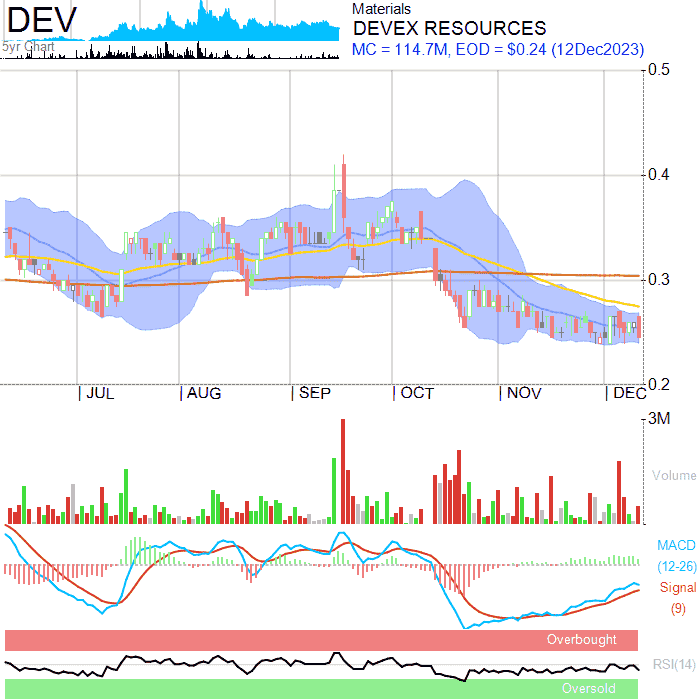 DEV
5yr Chart
Materials
DEVEX RESOURCES
MC = 114.7M, EOD = $0.24 (12Dec2023)
0.5
0.4
0.3
0.2
JUL AUG SEP OCT NOV DEC
3M
Volume
MACD
(12-26)
Signal
(9)
Overbought
RSI(14)
Oversold